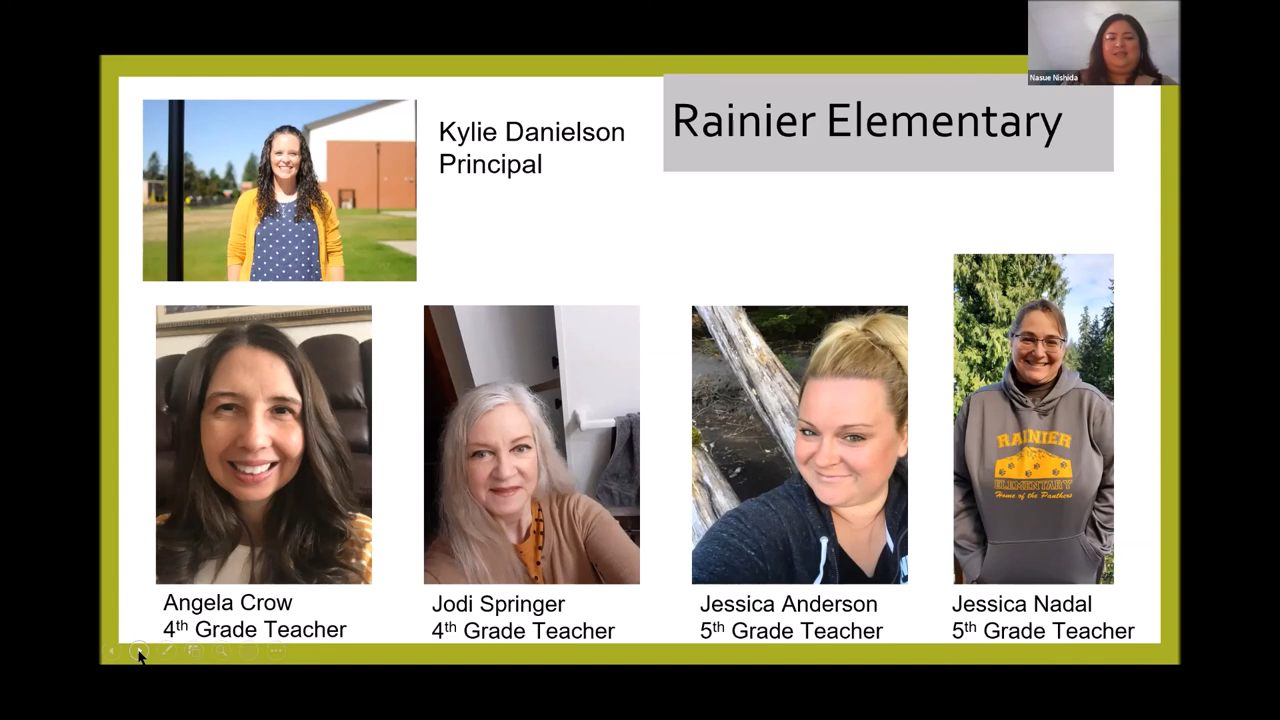 Nasue Nishida
Rainier Elementary
Kylie Danielson
Principal
RAINIER
ELEMENTARY
Home of the Panthers
Angela Crow
4th Grade Teacher
Jodi Springer
4th Grade Teacher
Jessica Anderson
5th Grade Teacher
Jessica Nadal
5th Grade Teacher